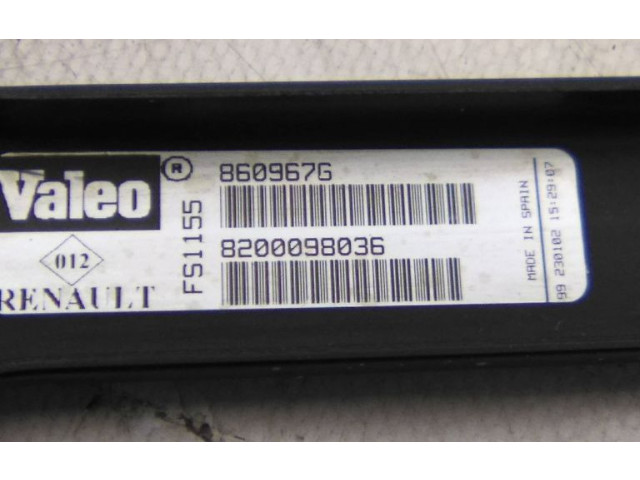 Valeo ®
012
RENAULT
FS1155
860967G
8200098036
MADE IN SPAIN
99 230102 15:29:07